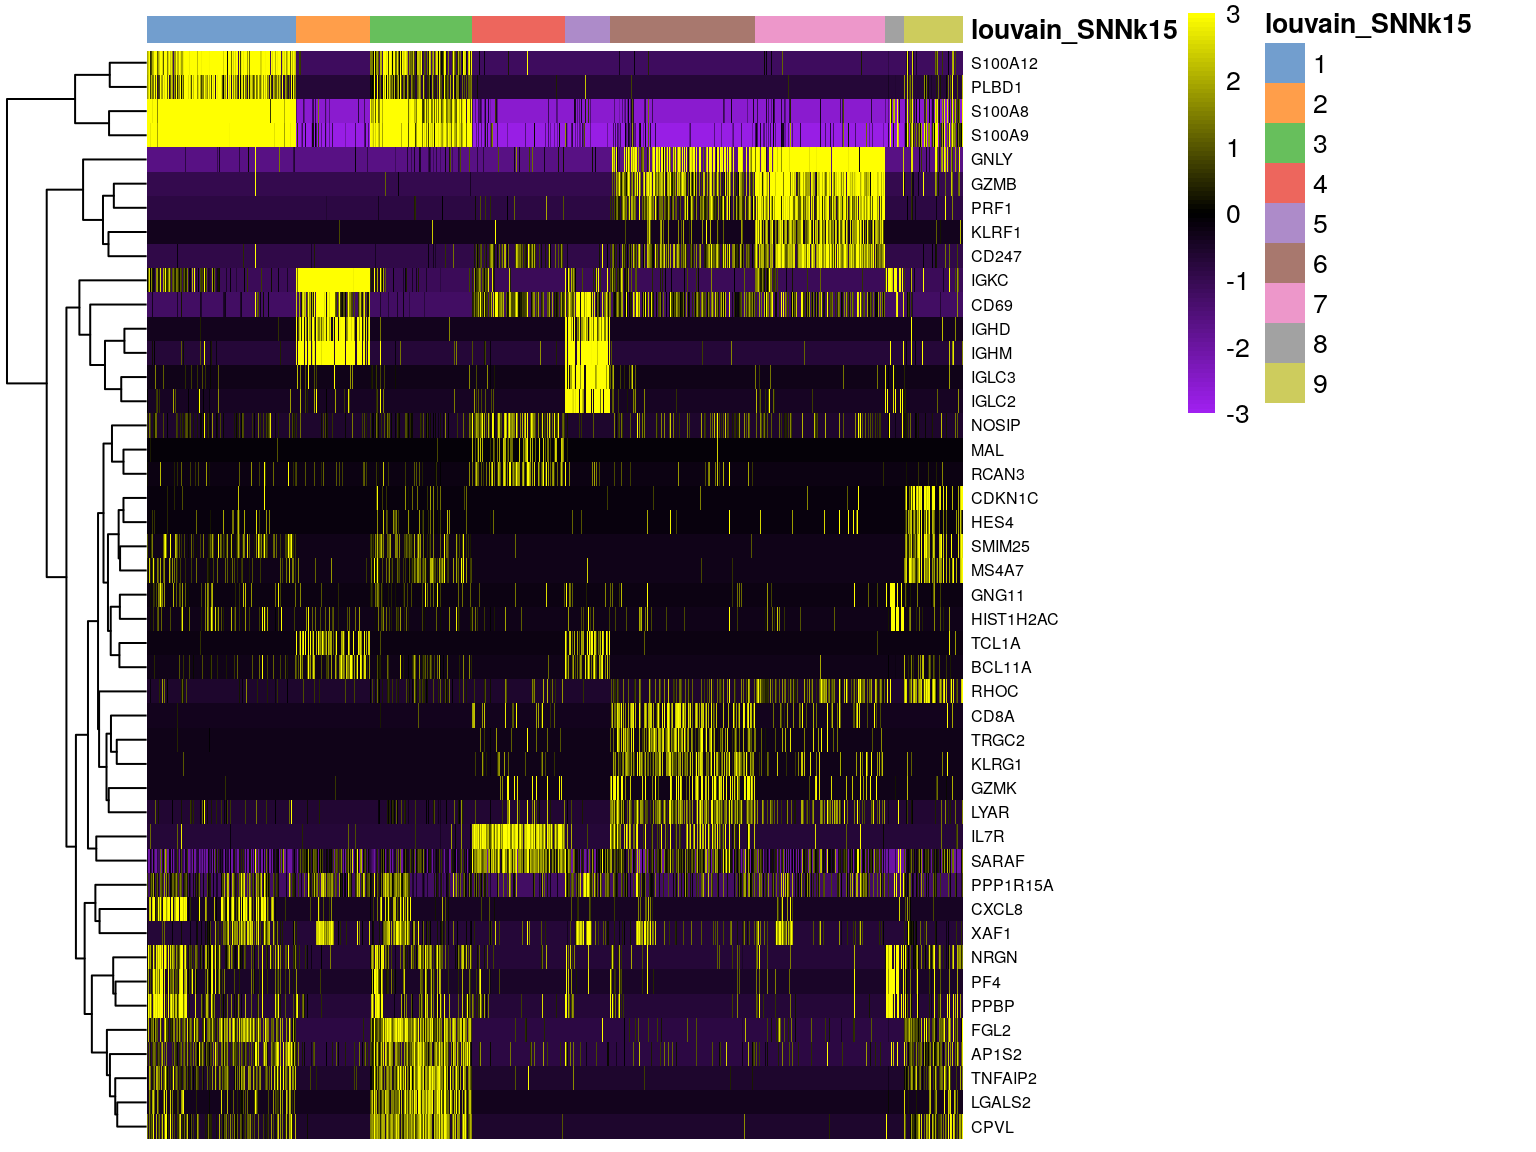 louvain_SNNk15
S100A12
PLBD1
S100A8
S100A9
GNLY
GZMB
PRF1
KLRF1
CD247
IGKC
CD69
IGHD
IGHM
IGLC3
IGLC2
NOSIP
MAL
RCAN3
CDKN1C
HES4
SMIM25
MS4A7
GNG11
HIST1H2AC
TCL1A
BCL11A
RHOC
CD8A
TRGC2
KLRG1
GZMK
LYAR
IL7R
SARAF
PPP1R15A
CXCL8
XAF1
NRGN
PF4
PPBP
FGL2
AP1S2
TNFAIP2
LGALS2
CPVL
3
2
1
0
-1
-2
-3
louvain_SNNk15
1
2
3
4
5
6
7
8
9